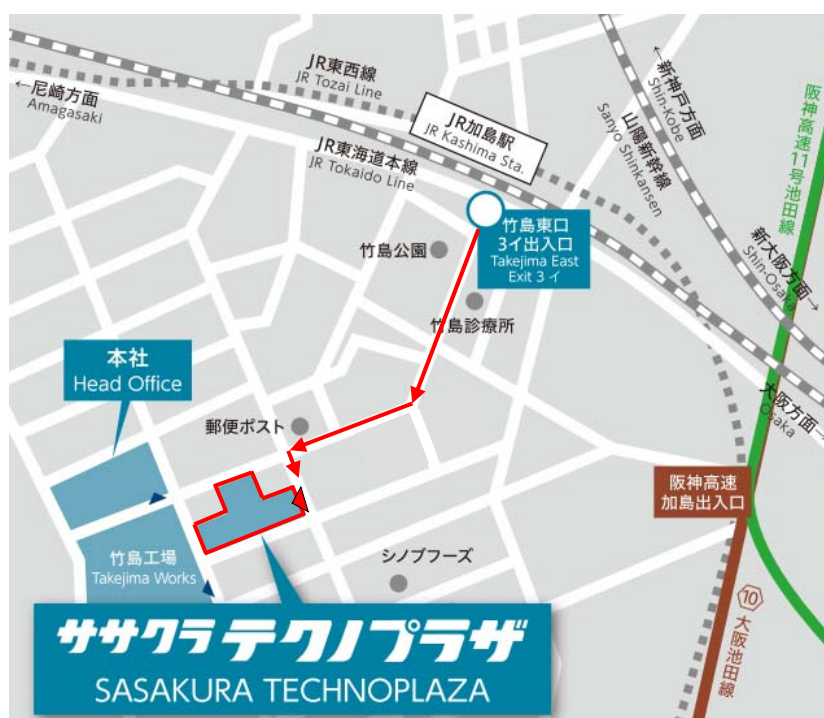 JR東西線
JR Tozai Line
←尼崎方面
Amagasaki
JR加島駅
JR Kashima Sta.
JR東海道本線
JR Tokaido Line
←新神戸方面
Shin-Kobe
山陽新幹線
Sanyo Shinkansen
阪神高速11号池田線
竹島東口
3イ出入口
Takejima East
Exit 3 イ
竹島公園
新大阪方面→
Shin-Osaka
竹島診療所
本社
Head Office
大阪方面→
Osaka
郵便ポスト
阪神高速
加島出入口
竹島工場
Takejima Works
シノブフーズ
⑩大阪池田線
ササクラ テクノプラザ
SASAKURA TECHNOPLAZA